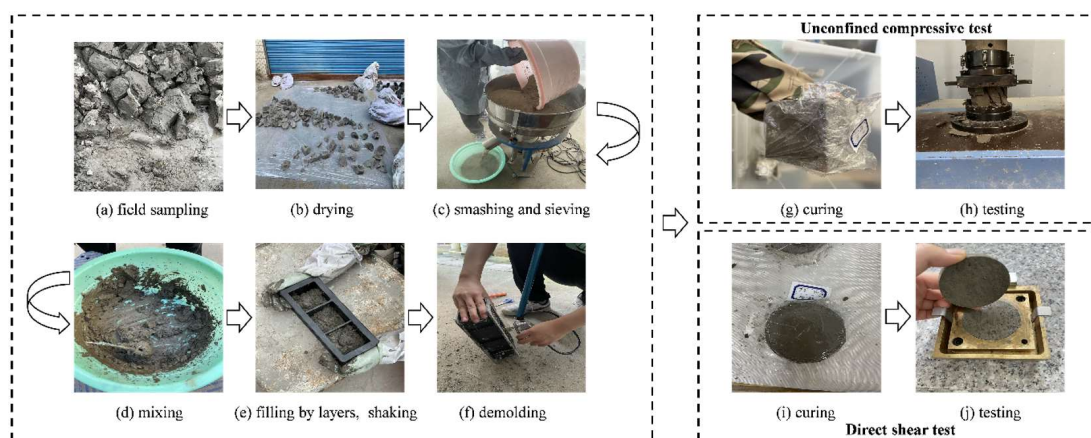 Unconfined compressive test
(a) field sampling
(b) drying
(c) smashing and sieving
(g) curing
(h) testing
(d) mixing
(e) filling by layers, shaking
(f) demolding
(i) curing
(j) testing
Direct shear test